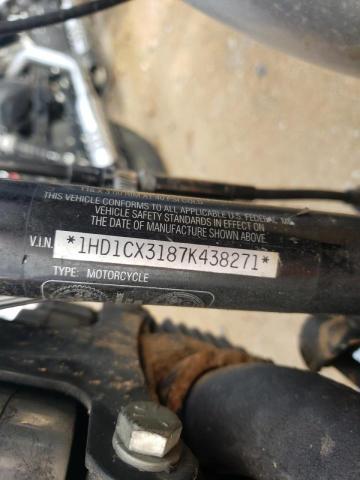 THIS VEHICLE CONFORMS TO ALL APPLICABLE U.S. FEDERAL
VEHICLE SAFETY STANDARDS IN EFFECT ON
THE DATE OF MANUFACTURE SHOWN ABOVE.
V.I.N. *1HD1CX3187K438271*
TYPE: MOTORCYCLE